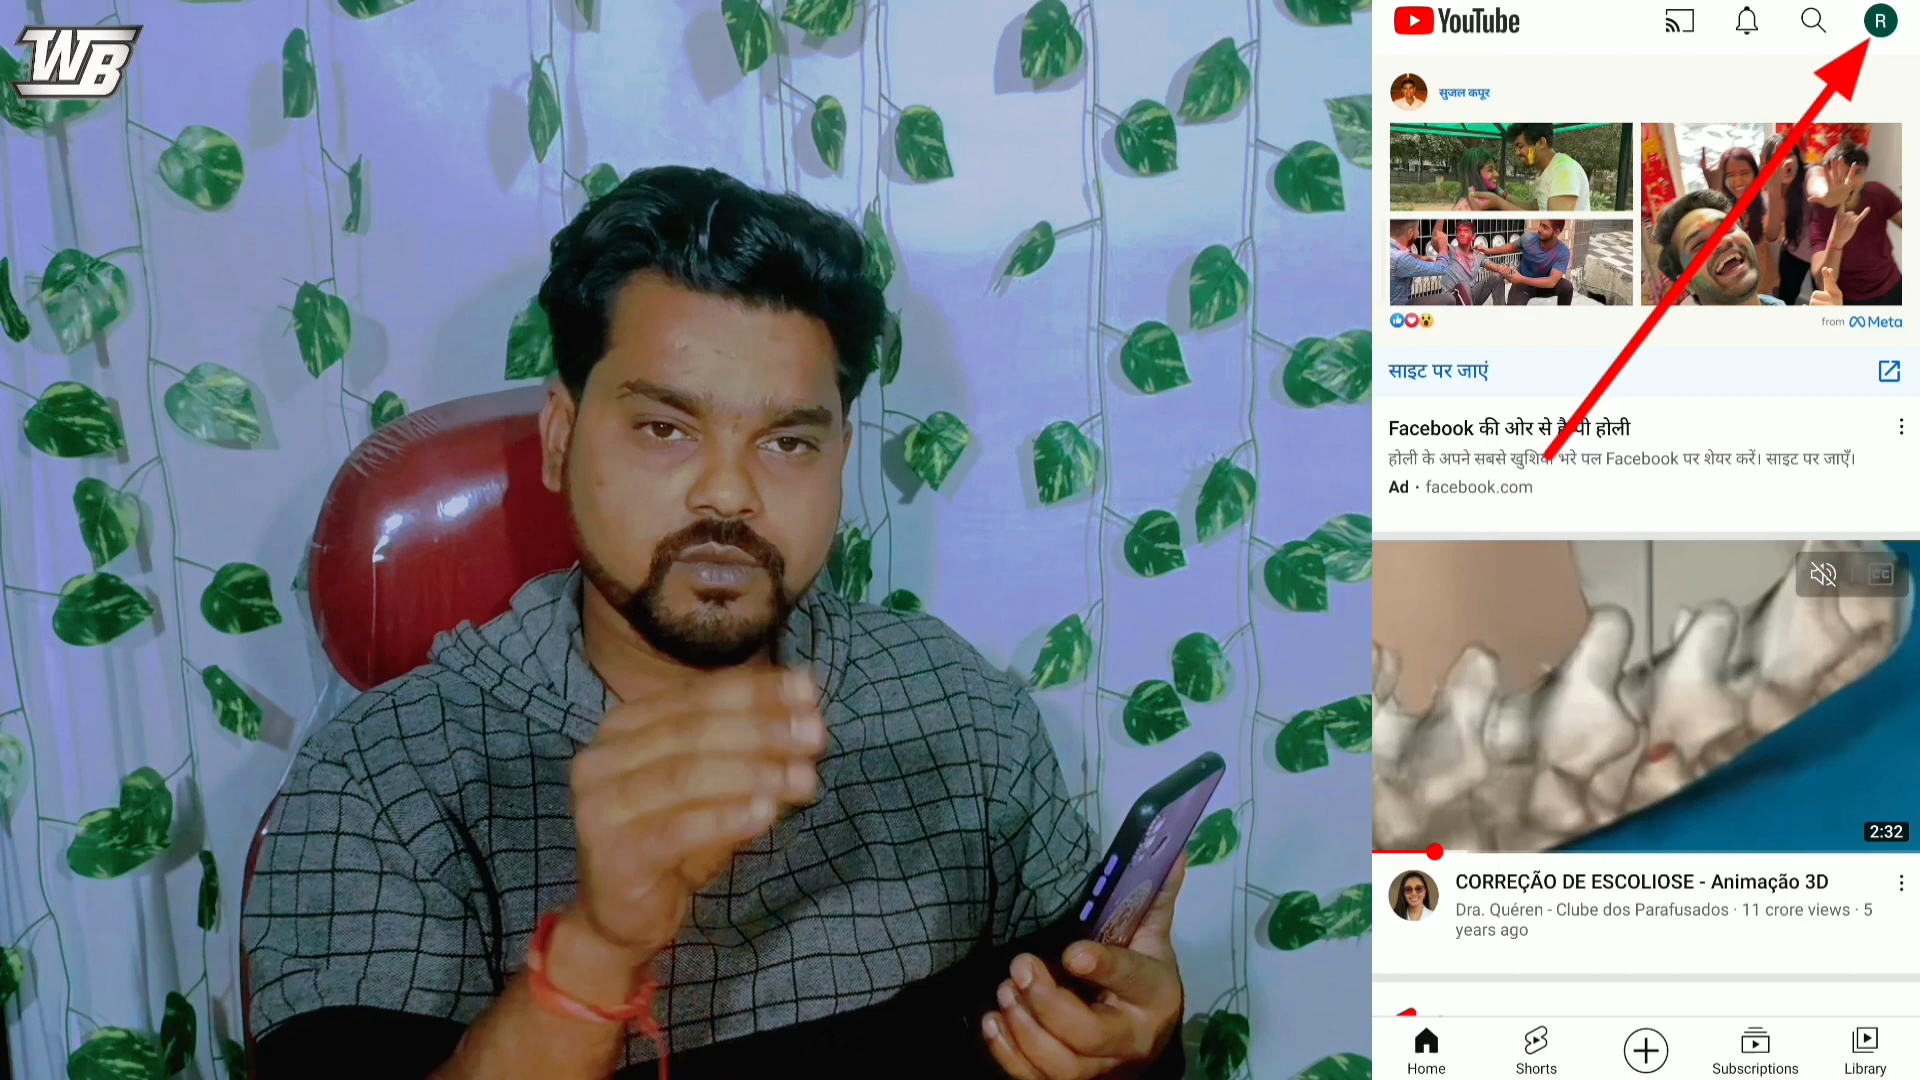 WB
YouTube
R
सुजल कपूर
from Meta
साइट पर जाएं
Facebook की ओर से हैप्पी होली
होली के अपने सबसे खुशियों भरे पल Facebook पर शेयर करें। साइट पर जाएँ।
Ad · facebook.com
CC
2:32
CORREÇÃO DE ESCOLIOSE - Animação 3D
Dra. Quéren - Clube dos Parafusados · 11 crore views · 5
years ago
Home
Shorts
Subscriptions
Library